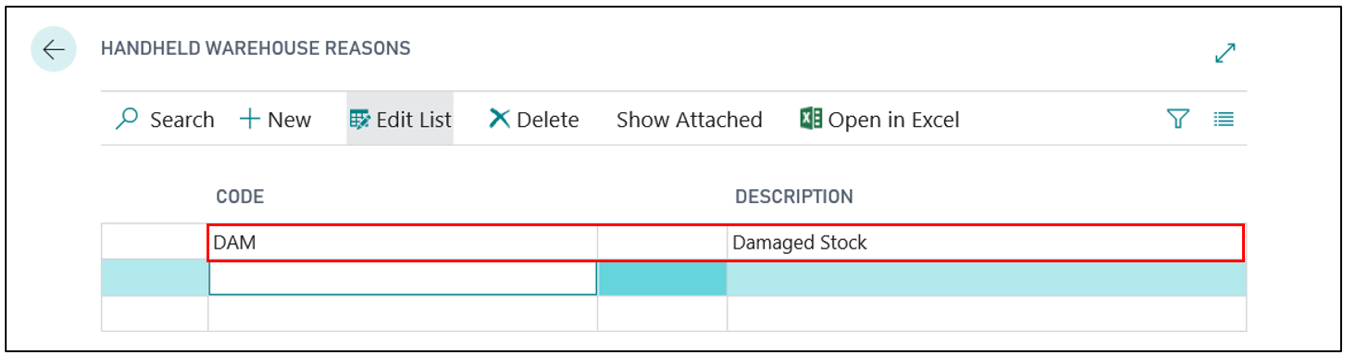 HANDHELD WAREHOUSE REASONS
Search New Edit List Delete Show Attached Open in Excel
CODE DESCRIPTION
DAM Damaged Stock